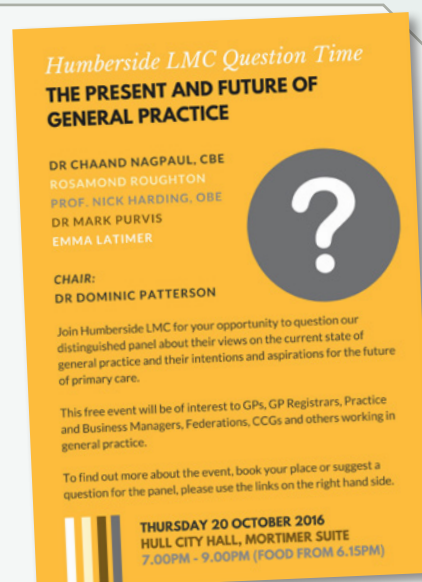 Humberside LMC Question Time
THE PRESENT AND FUTURE OF
GENERAL PRACTICE
DR CHAAND NAGPAUL, CBE
ROSAMOND ROUGHTON
PROF. NICK HARDING, OBE
DR MARK PURVIS
EMMA LATIMER
?
CHAIR:
DR DOMINIC PATTERSON
Join Humberside LMC for your opportunity to question our
distinguished panel about their views on the current state of
general practice and their intentions and aspirations for the future
of primary care.
This free event will be of interest to GPs, GP Registrars, Practice
and Business Managers, Federations, CCGs and others working in
general practice.
To find out more about the event, book your place or suggest a
question for the panel, please use the links on the right hand side.
THURSDAY 20 OCTOBER 2016
HULL CITY HALL, MORTIMER SUITE
7.00PM - 9.00PM (FOOD FROM 6.15PM)